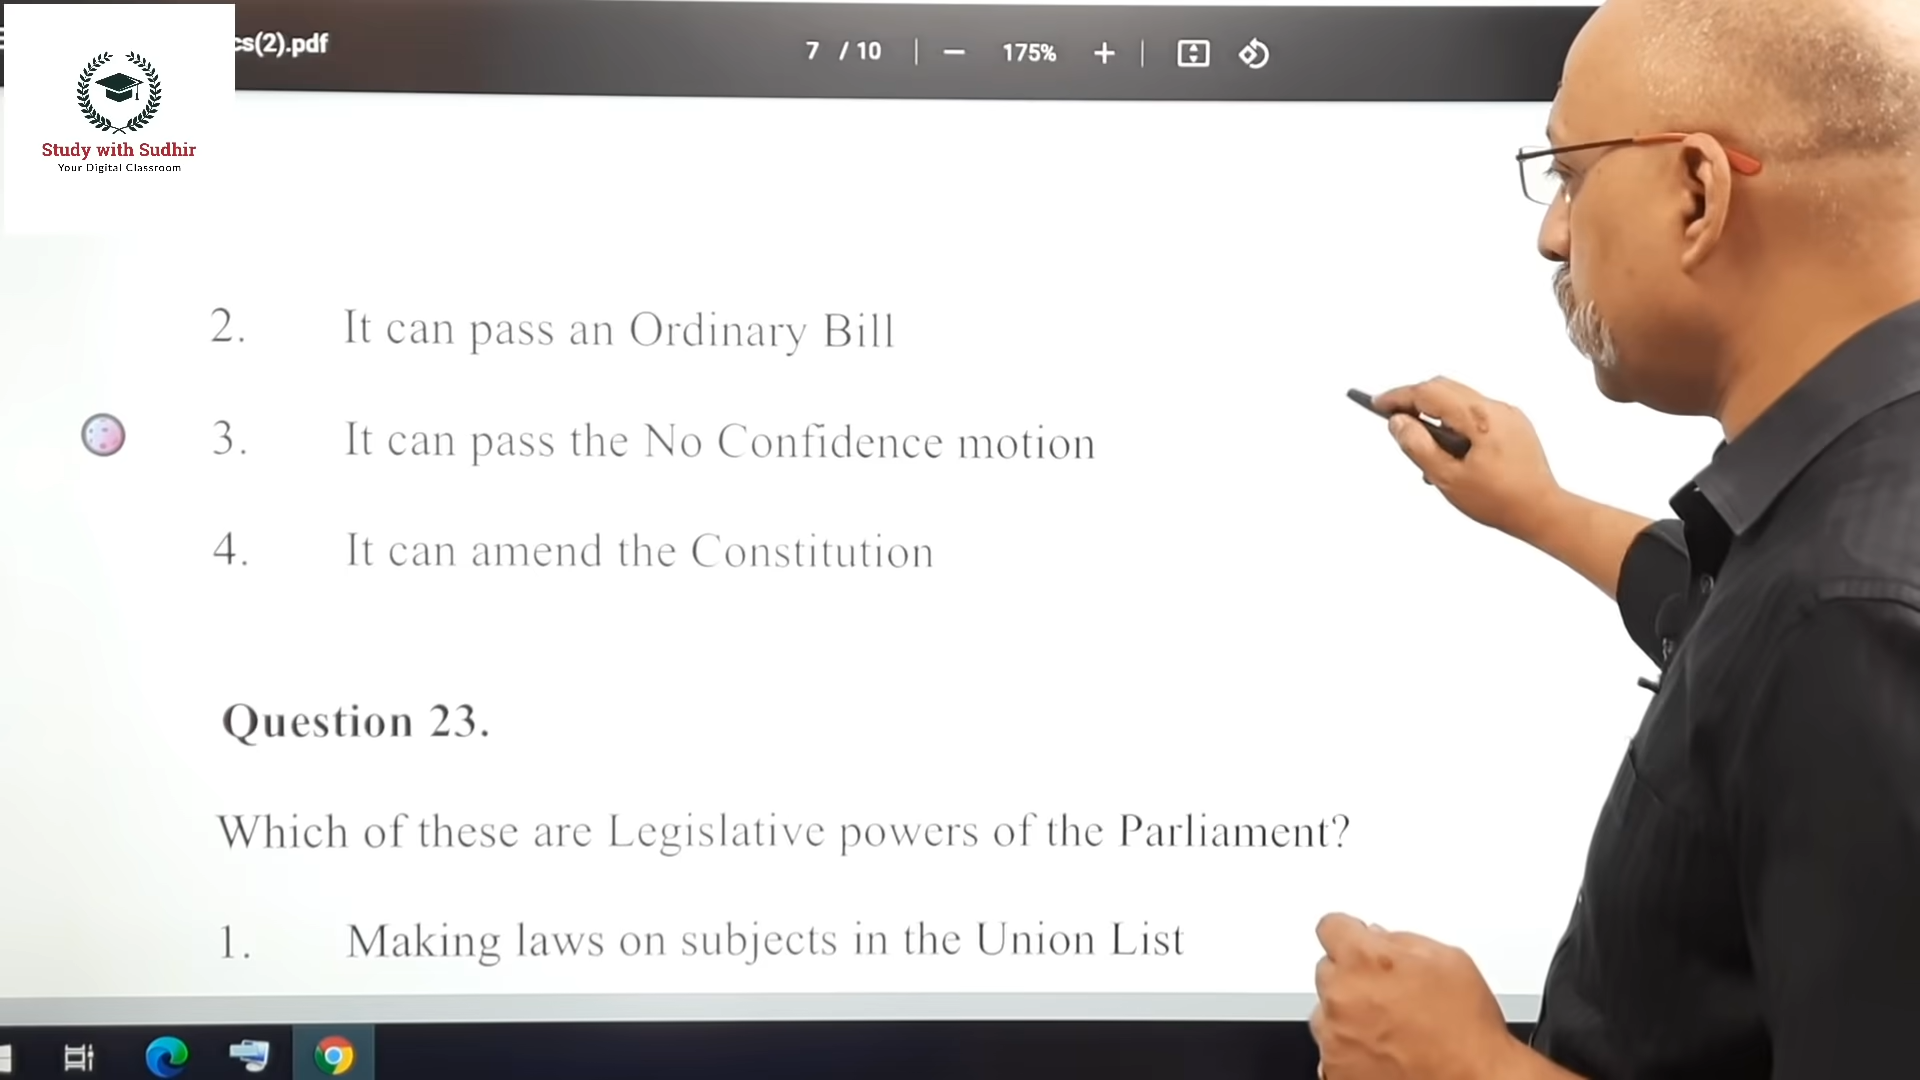 cs(2).pdf
7 / 10
175%
Study with Sudhir
Your Digital Classroom
2. It can pass an Ordinary Bill
3. It can pass the No Confidence motion
4. It can amend the Constitution
Question 23.
Which of these are Legislative powers of the Parliament?
1. Making laws on subjects in the Union List